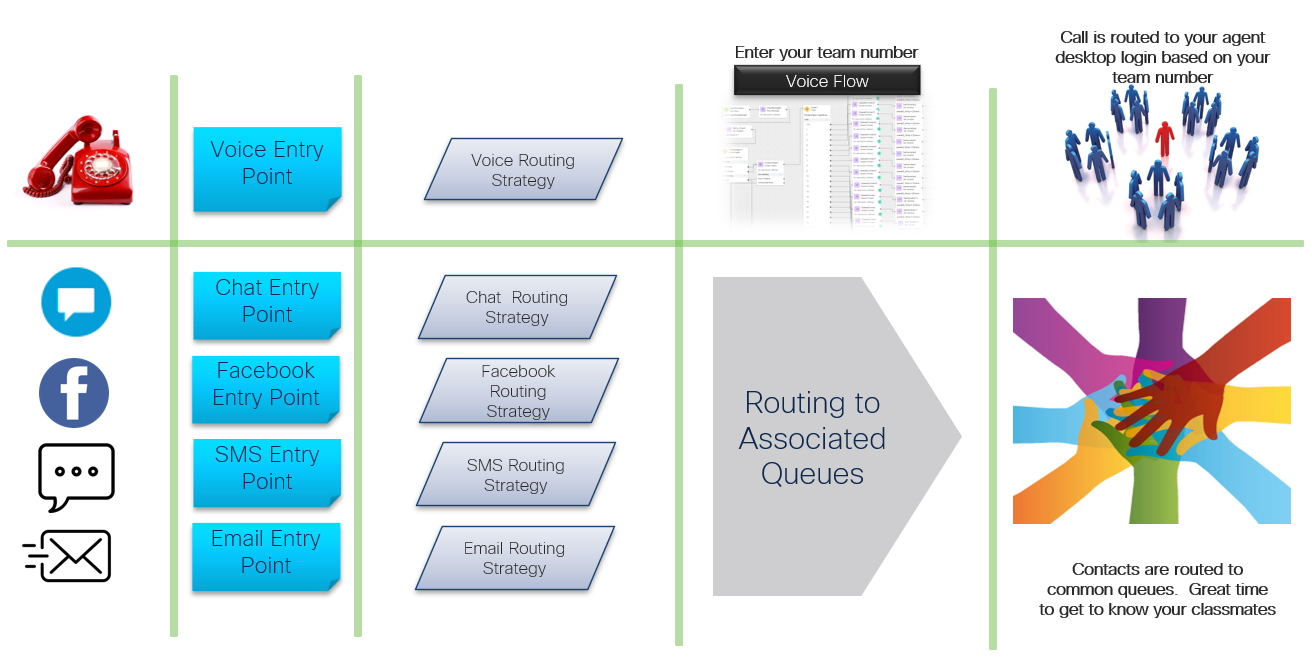 Enter your team number
Voice Flow
Call is routed to your agent
desktop login based on your
team number
Voice Entry
Point
Voice Routing
Strategy
Chat Entry
Point
Chat Routing
Strategy
Facebook
Entry Point
Facebook
Routing
Strategy
SMS Entry
Point
SMS Routing
Strategy
Email Entry
Point
Email Routing
Strategy
Routing to
Associated
Queues
Contacts are routed to
common queues. Great time
to get to know your classmates